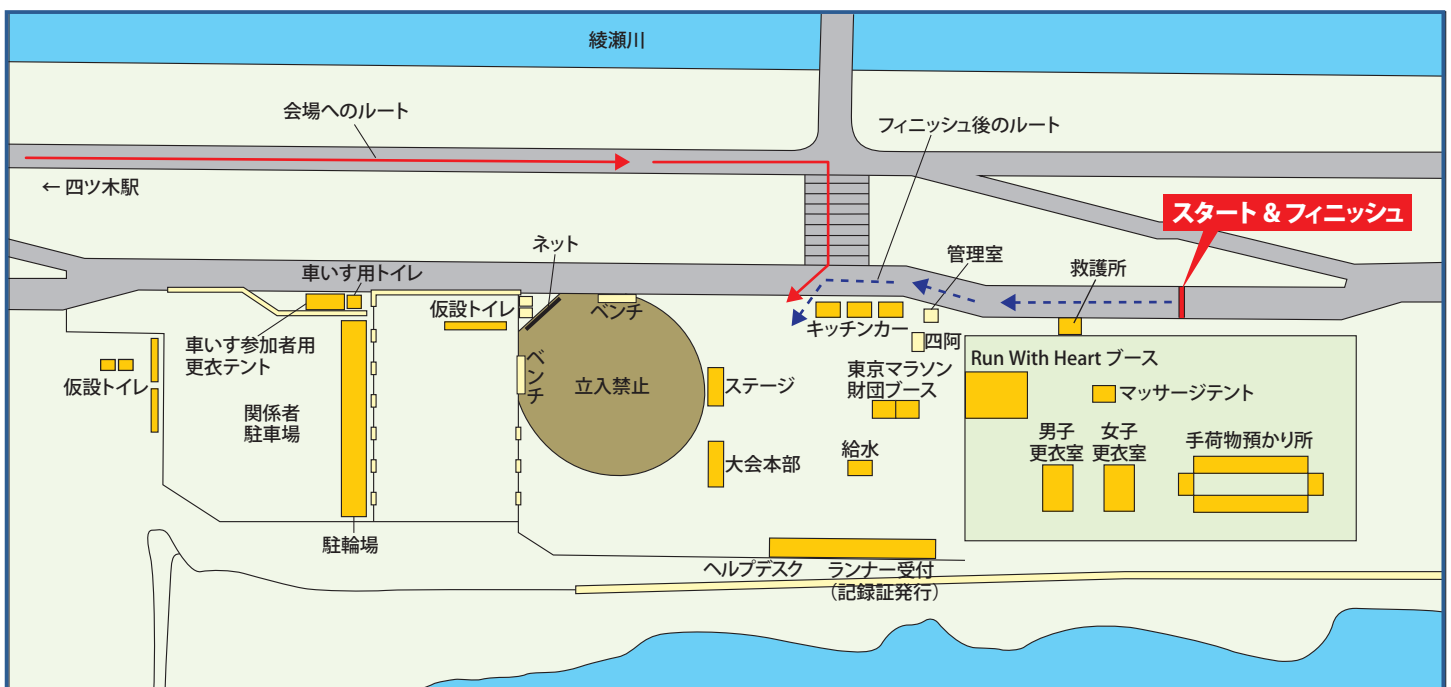 綾瀬川
会場へのルート
フィニッシュ後のルート
← 四ツ木駅
スタート & フィニッシュ
ネット
管理室
車いす用トイレ
救護所
仮設トイレ
ベンチ
キッチンカー
四阿
車いす参加者用
更衣テント
ベンチ
Run With Heart ブース
仮設トイレ
立入禁止
ステージ
東京マラソン
財団ブース
マッサージテント
関係者
駐車場
男子
更衣室
女子
更衣室
手荷物預かり所
大会本部
給水
駐輪場
ヘルプデスク
ランナー受付
(記録証発行)